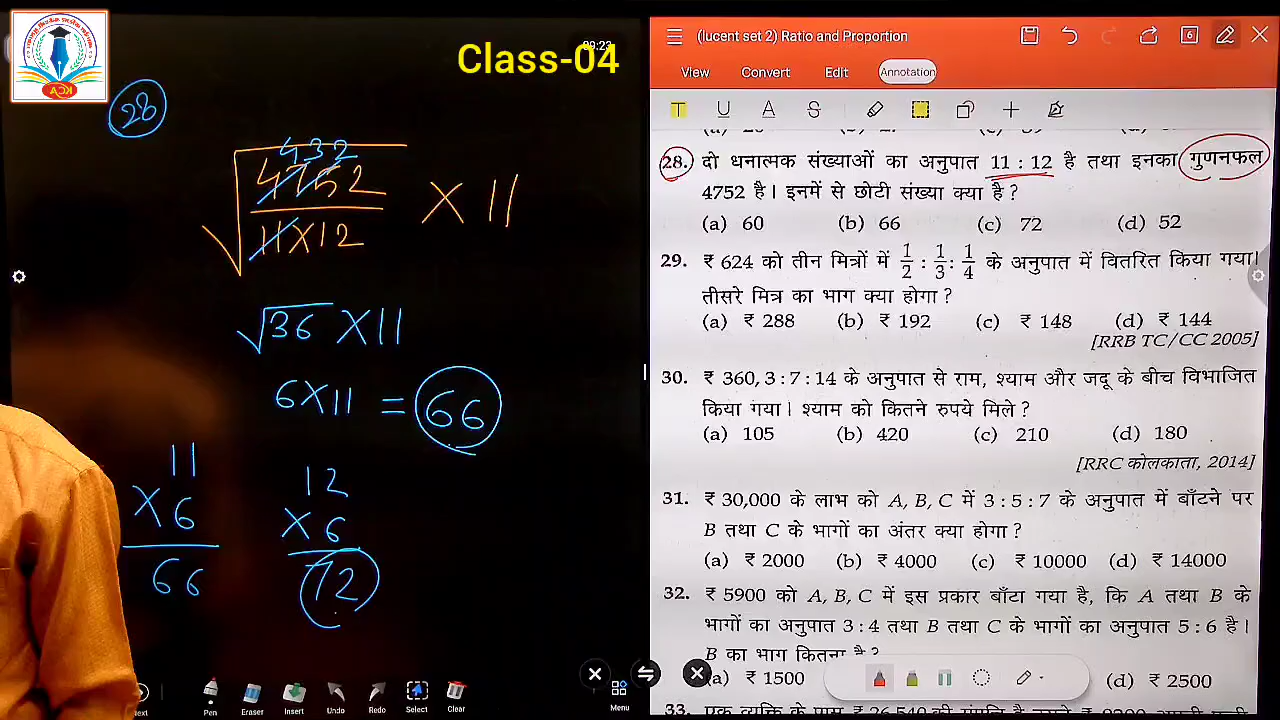 09:23
Class-04
28
432
4752
11×12
× 11
√36 × 11
6×11 = 66
11
× 6
66
12
× 6
72
Pen
Eraser
Insert
Undo
Redo
Select
Clear
Menu
(lucent set 2) Ratio and Proportion
View Convert Edit Annotation
28. दो धनात्मक संख्याओं का अनुपात 11 : 12 है तथा इनका गुणनफल
4752 है। इनमें से छोटी संख्या क्या है ?
(a) 60 (b) 66 (c) 72 (d) 52
29. ₹ 624 को तीन मित्रों में 1/2 : 1/3 : 1/4 के अनुपात में वितरित किया गया।
तीसरे मित्र का भाग क्या होगा ?
(a) ₹ 288 (b) ₹ 192 (c) ₹ 148 (d) ₹ 144
[RRB TC/CC 2005]
30. ₹ 360, 3 : 7 : 14 के अनुपात से राम, श्याम और जदू के बीच विभाजित
किया गया। श्याम को कितने रुपये मिले ?
(a) 105 (b) 420 (c) 210 (d) 180
[RRC कोलकाता, 2014]
31. ₹ 30,000 के लाभ को A, B, C में 3 : 5 : 7 के अनुपात में बाँटने पर
B तथा C के भागों का अंतर क्या होगा ?
(a) ₹ 2000 (b) ₹ 4000 (c) ₹ 10000 (d) ₹ 14000
32. ₹ 5900 को A, B, C में इस प्रकार बाँटा गया है, कि A तथा B के
भागों का अनुपात 3 : 4 तथा B तथा C के भागों का अनुपात 5 : 6 है।
B का भाग कितना है ?
(a) ₹ 1500 (d) ₹ 2500